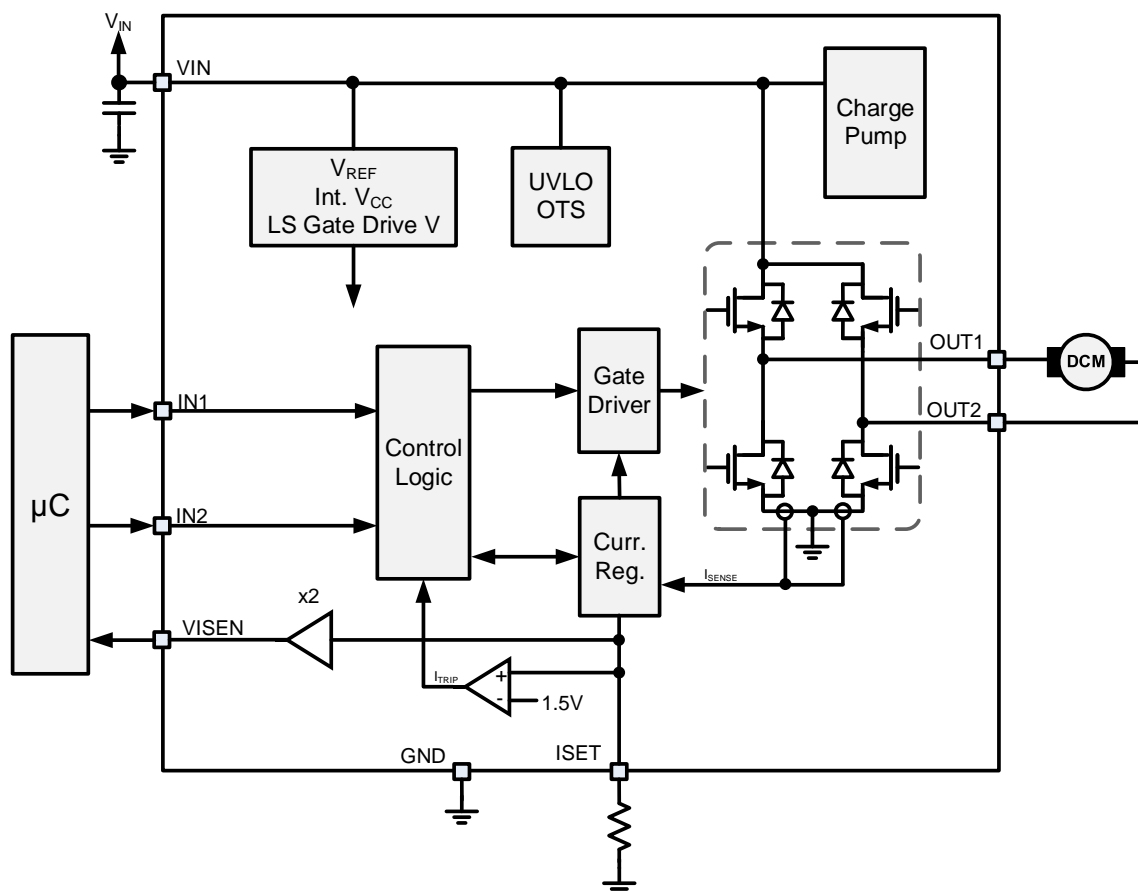 VIN
VIN
Charge
Pump
VREF
Int. VCC
LS Gate Drive V
UVLO
OTS
OUT1
DCM
Gate
Driver
IN1
OUT2
Control
Logic
µC
IN2
Curr.
Reg.
ISENSE
x2
VISEN
ITRIP
+
-
1.5V
GND
ISET